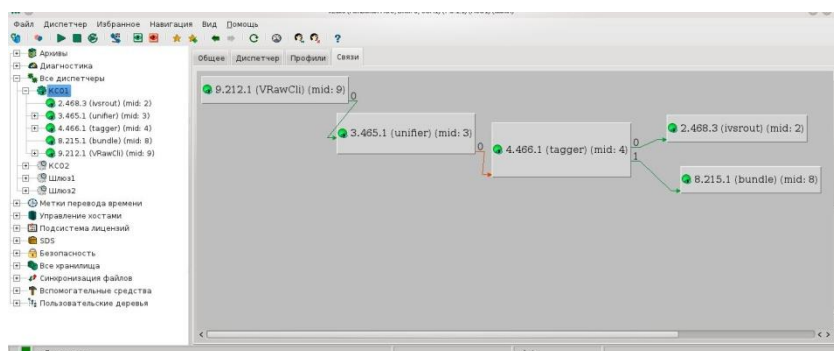 Файл Диспетчер Избранное Навигация Вид Помощь
Архивы
Диагностика
Все диспетчеры
КС01
2.468.3 (ivsrout) (mid: 2)
3.465.1 (unifier) (mid: 3)
4.466.1 (tagger) (mid: 4)
8.215.1 (bundle) (mid: 8)
9.212.1 (VRawCli) (mid: 9)
КС02
Шлюз1
Шлюз2
Метки перевода времени
Управление хостами
Подсистема лицензий
SDS
Безопасность
Все хранилища
Синхронизация файлов
Вспомогательные средства
Пользовательские деревья
Общее Диспетчер Профили Связи
9.212.1 (VRawCli) (mid: 9)
0
3.465.1 (unifier) (mid: 3)
0
4.466.1 (tagger) (mid: 4)
0
1
2.468.3 (ivsrout) (mid: 2)
8.215.1 (bundle) (mid: 8)